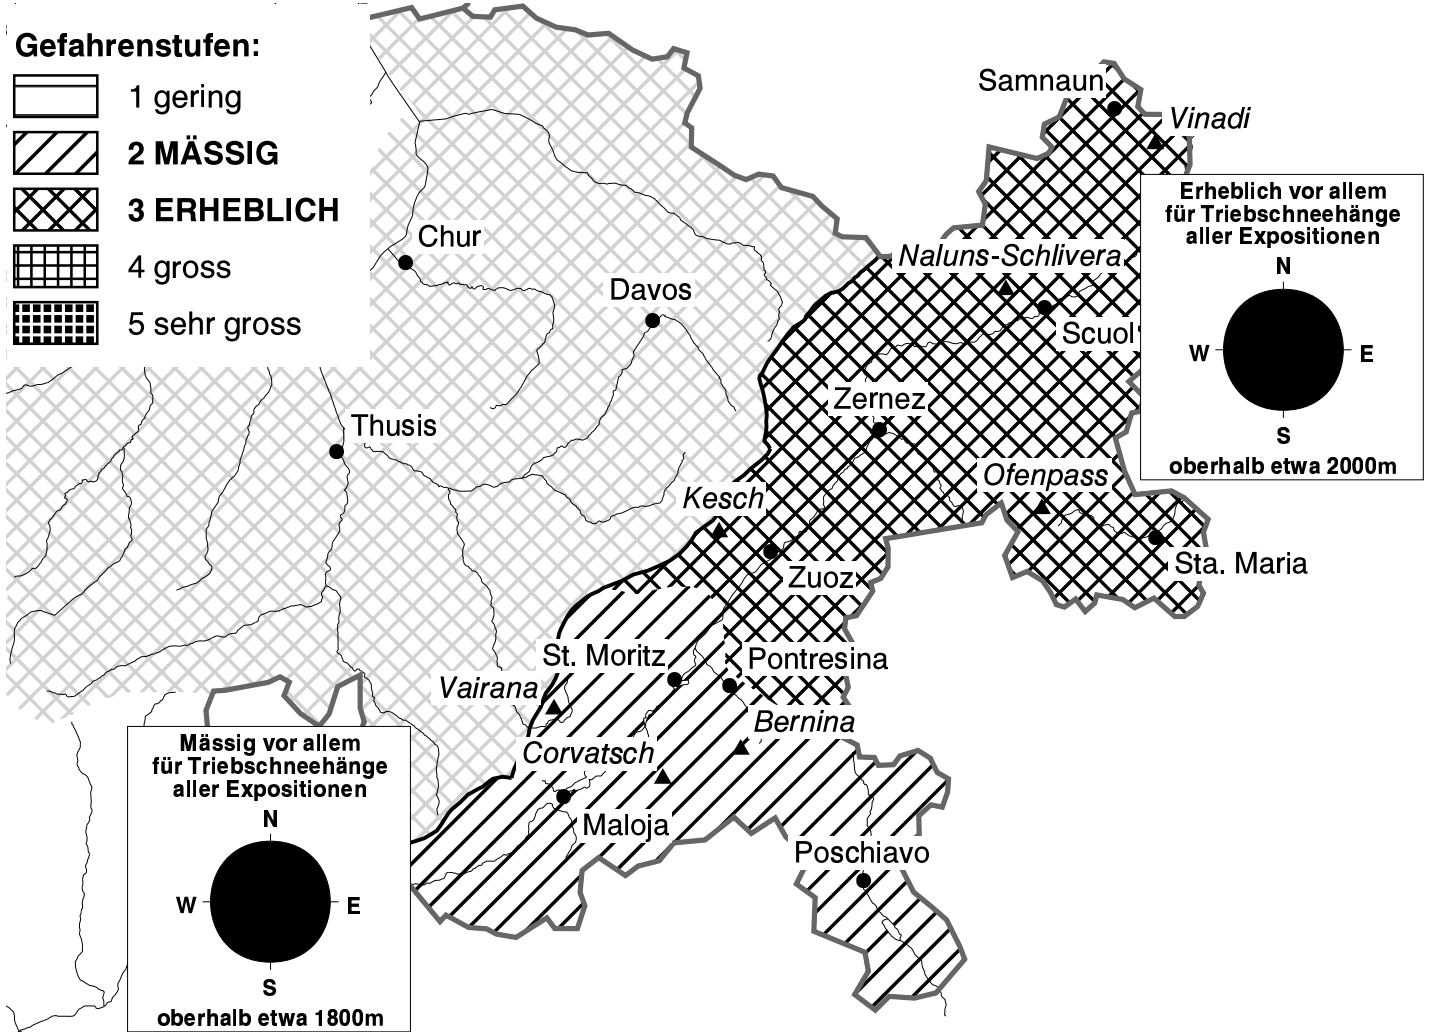 Gefahrenstufen:
1 gering
2 MÄSSIG
3 ERHEBLICH
4 gross
5 sehr gross
Samnaun
Vinadi
Erheblich vor allem
für Triebschneehänge
aller Expositionen
N
W
E
S
oberhalb etwa 2000m
Chur
Naluns-Schlivera
Davos
Scuol
Zernez
Thusis
Ofenpass
Kesch
Sta. Maria
Zuoz
St. Moritz
Pontresina
Vairana
Bernina
Corvatsch
Maloja
Poschiavo
Mässig vor allem
für Triebschneehänge
aller Expositionen
N
W
E
S
oberhalb etwa 1800m